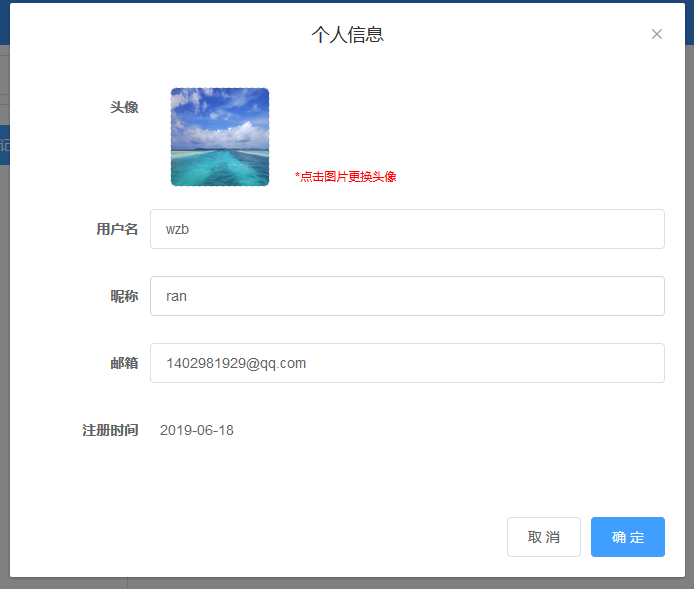 个人信息
头像
*点击图片更换头像
用户名 wzb
昵称 ran
邮箱 1402981929@qq.com
注册时间 2019-06-18
取 消 确 定
记